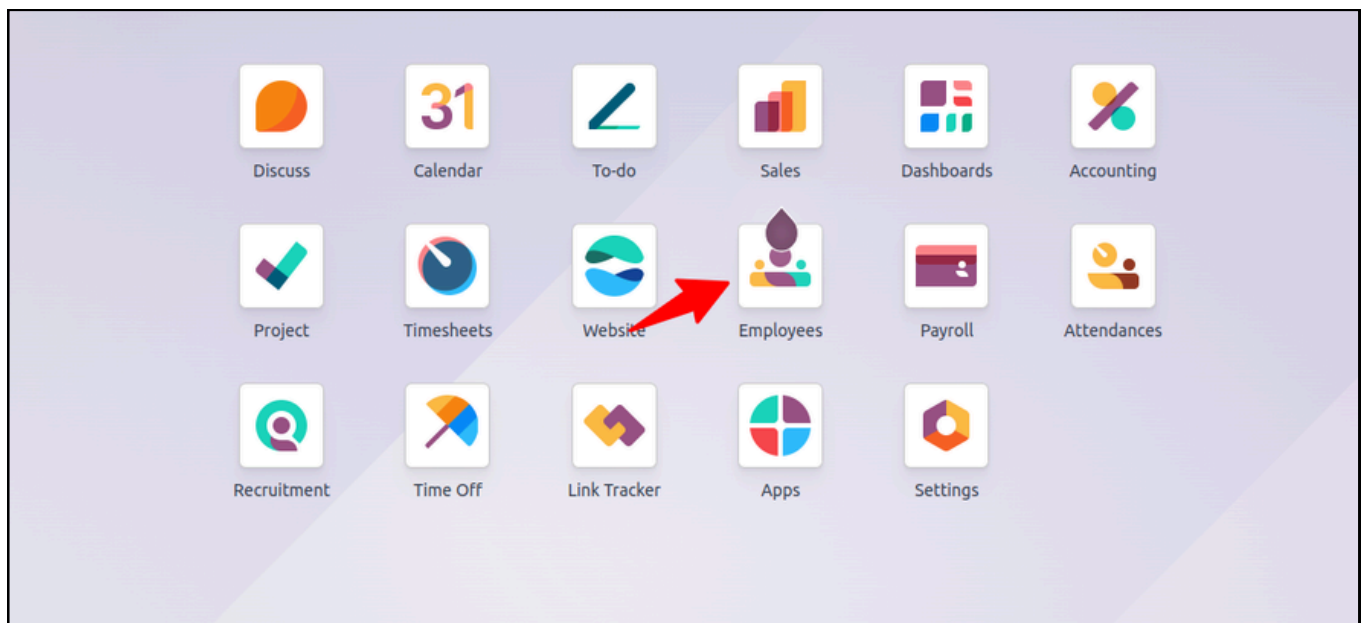 31
Discuss
Calendar
To-do
Sales
Dashboards
Accounting
Project
Timesheets
Website
Employees
Payroll
Attendances
Recruitment
Time Off
Link Tracker
Apps
Settings